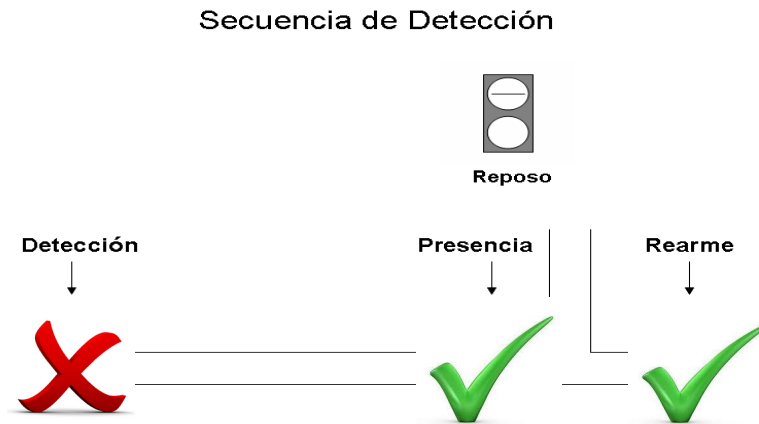 Secuencia de Detección
Reposo
Detección
Presencia
Rearme